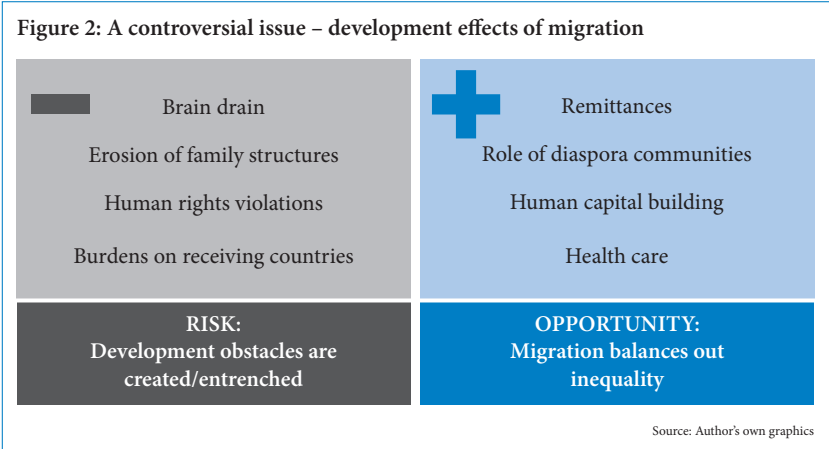 Figure 2: A controversial issue – development effects of migration
Brain drain
Erosion of family structures
Human rights violations
Burdens on receiving countries
RISK:
Development obstacles are
created/entrenched
Remittances
Role of diaspora communities
Human capital building
Health care
OPPORTUNITY:
Migration balances out
inequality
Source: Author's own graphics